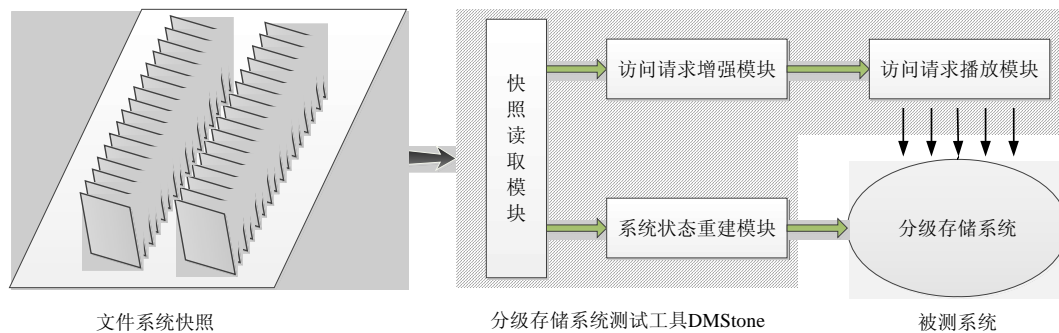 快照读取模块
访问请求增强模块
访问请求播放模块
系统状态重建模块
分级存储系统
文件系统快照
分级存储系统测试工具DMStone
被测系统